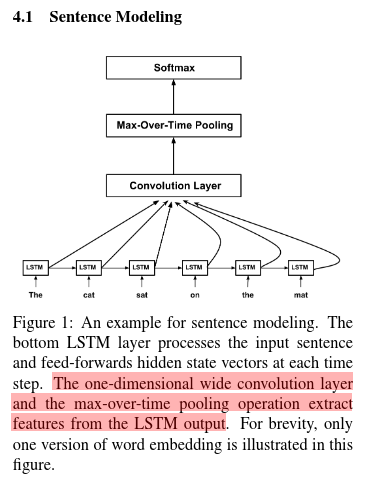 4.1 Sentence Modeling
Softmax
Max-Over-Time Pooling
Convolution Layer
LSTM LSTM LSTM LSTM LSTM LSTM
The cat sat on the mat
Figure 1: An example for sentence modeling. The
bottom LSTM layer processes the input sentence
and feed-forwards hidden state vectors at each time
step. The one-dimensional wide convolution layer
and the max-over-time pooling operation extract
features from the LSTM output. For brevity, only
one version of word embedding is illustrated in this
figure.